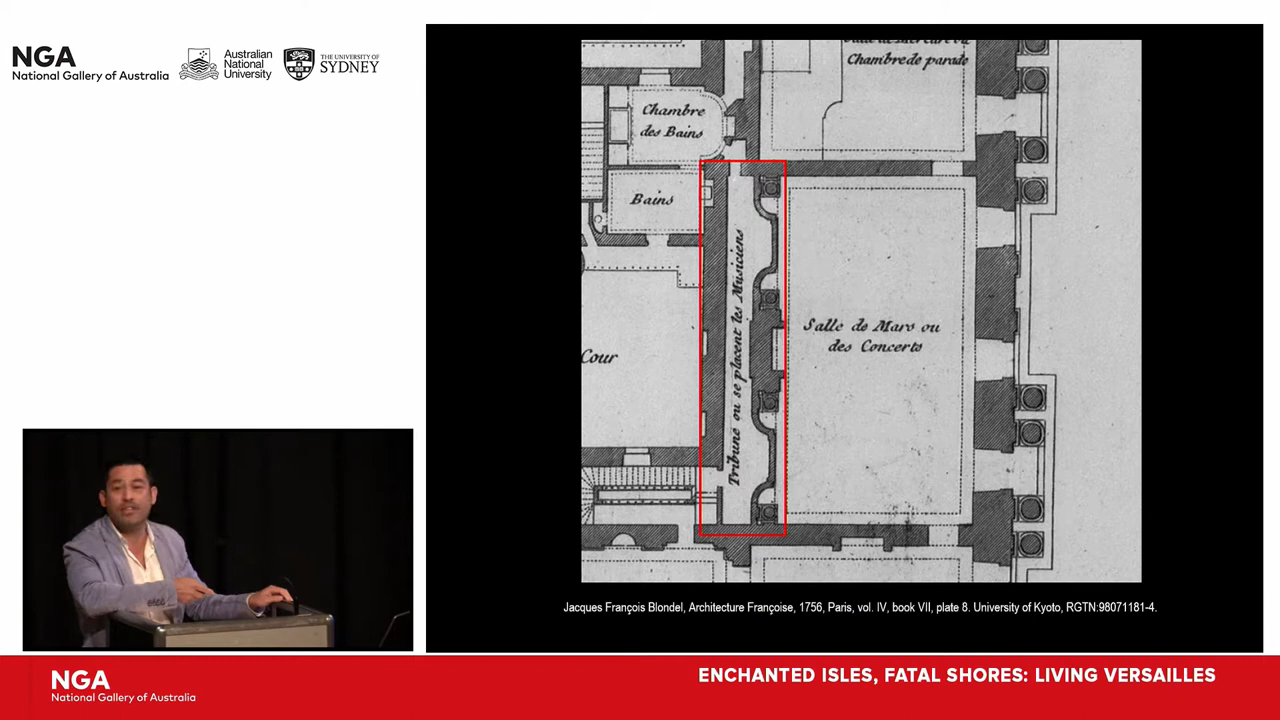 NGA
National Gallery of Australia
Australian
National
University
THE UNIVERSITY OF
SYDNEY
Chambre de parade
Chambre
des Bains
Bains
Tribune ou se placent les Musiciens
Salle de Mars ou
des Concerts
Cour
Jacques François Blondel, Architecture Françoise, 1756, Paris, vol. IV, book VII, plate 8. University of Kyoto, RGTN:98071181-4.
NGA
National Gallery of Australia
ENCHANTED ISLES, FATAL SHORES: LIVING VERSAILLES